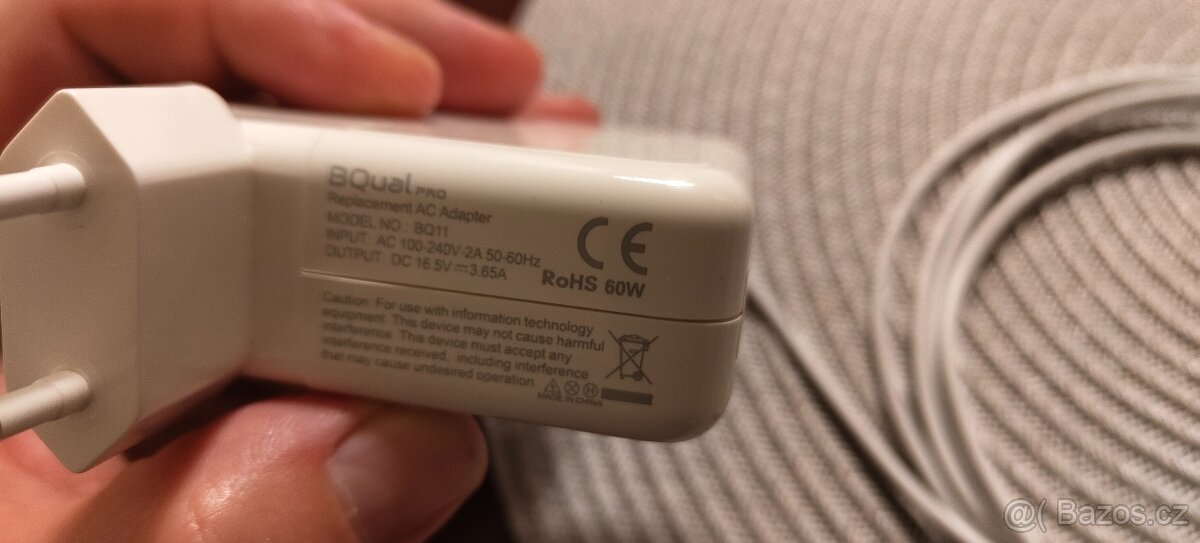 BQual PRO
Replacement AC Adapter
MODEL NO.: BQ11
INPUT: AC 100-240V-2A 50-60Hz
OUTPUT: DC 16.5V⎓3.65A
CE
RoHS 60W
Caution: For use with information technology
equipment. This device may not cause harmful
interference. This device must accept any
interference received, including interference
that may cause undesired operation.
MADE IN CHINA
@( Bazos.cz